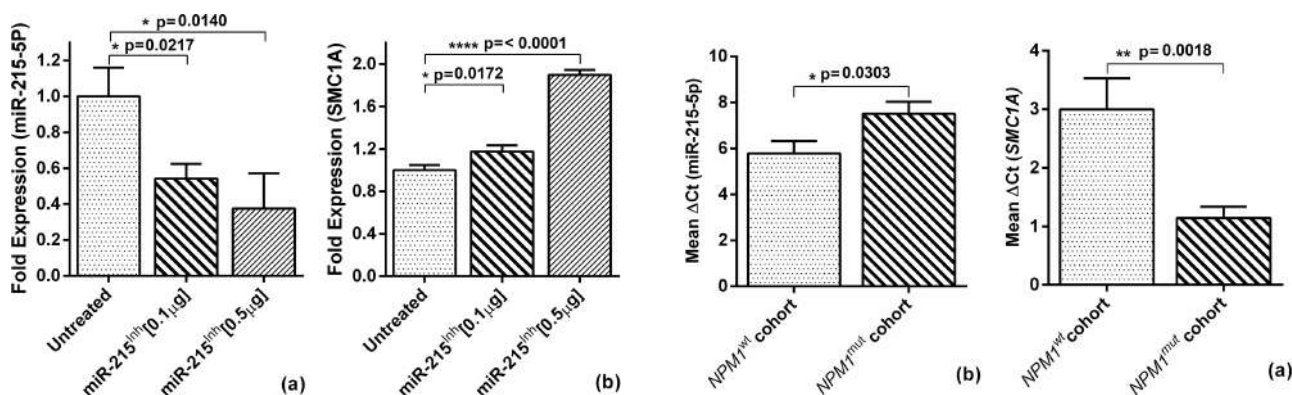 * p=0.0140
* p=0.0217
Fold Expression (miR-215-5P)
1.2
1.0
0.8
0.6
0.4
0.2
0.0
Untreated
miR-215Inh[0.1µg]
miR-215Inh[0.5µg]
(a)
**** p=< 0.0001
* p=0.0172
Fold Expression (SMC1A)
2.0
1.6
1.2
0.8
0.4
0.0
Untreated
miR-215Inh[0.1µg]
miR-215Inh[0.5µg]
(b)
* p=0.0303
Mean ΔCt (miR-215-5p)
10
8
6
4
2
0
NPM1wt cohort
NPM1mut cohort
(b)
** p=0.0018
Mean ΔCt (SMC1A)
4
3
2
1
0
NPM1wt cohort
NPM1mut cohort
(a)